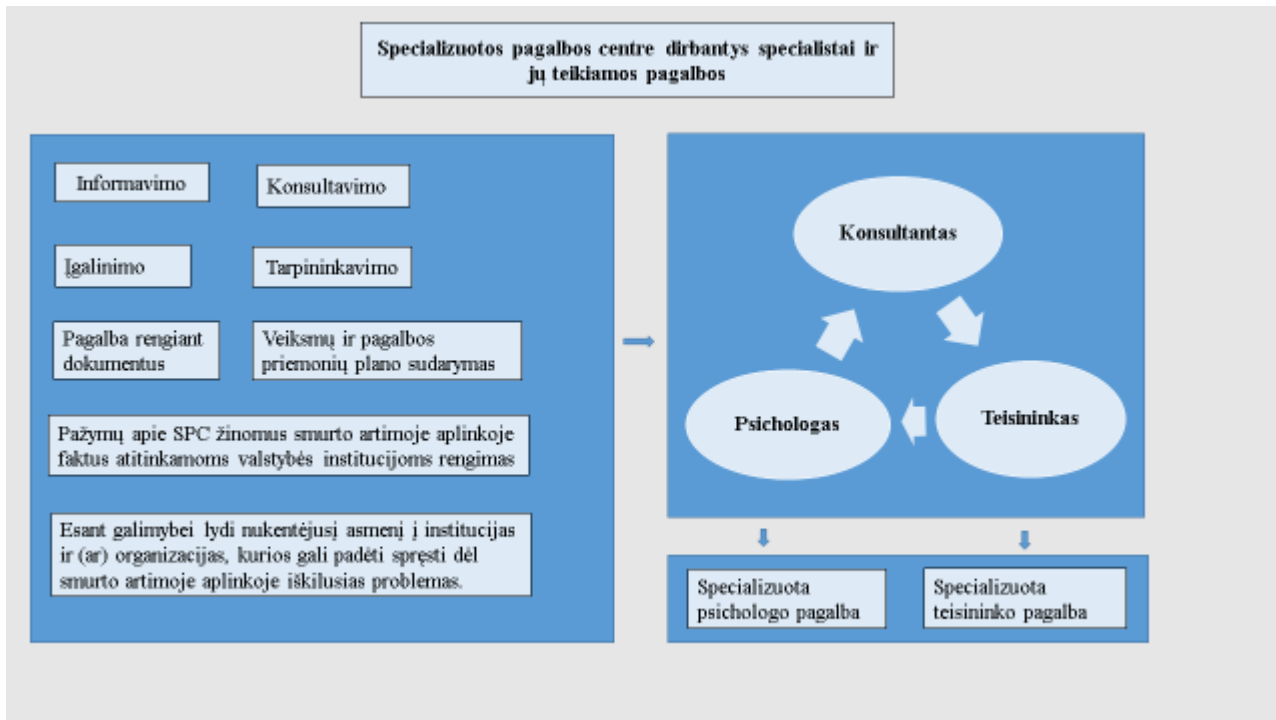 Specializuotos pagalbos centre dirbantys specialistai ir
jų teikiamos pagalbos
Informavimo
Konsultavimo
Įgalinimo
Tarpininkavimo
Pagalba rengiant
dokumentus
Veiksmų ir pagalbos
priemonių plano sudarymas
Pažymų apie SPC žinomus smurto artimoje aplinkoje
faktus atitinkamoms valstybės institucijoms rengimas
Esant galimybei lydi nukentėjusį asmenį į institucijas
ir (ar) organizacijas, kurios gali padėti spręsti dėl
smurto artimoje aplinkoje iškilusias problemas.
Konsultantas
Psichologas
Teisininkas
Specializuota
psichologo pagalba
Specializuota
teisininko pagalba